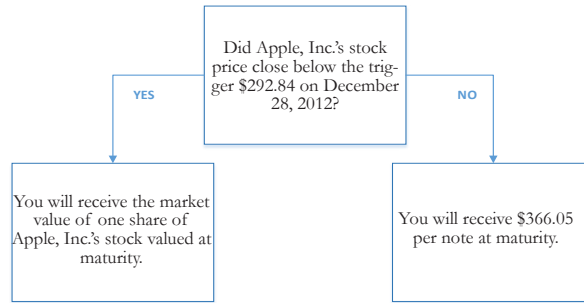 Did Apple, Inc.’s stock
price close below the trig-
ger $292.84 on December
28, 2012?
YES
NO
You will receive the market
value of one share of
Apple, Inc.’s stock valued at
maturity.
You will receive $366.05
per note at maturity.